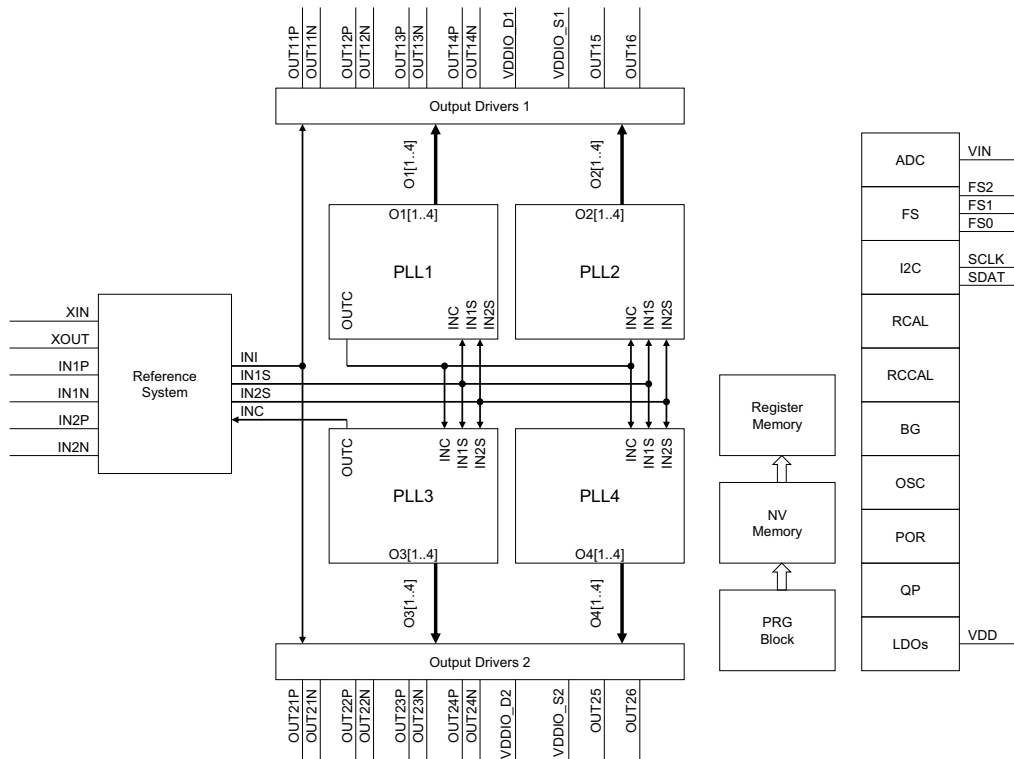 OUT11P
OUT11N
OUT12P
OUT12N
OUT13P
OUT13N
OUT14P
OUT14N
VDDIO_D1
VDDIO_S1
OUT15
OUT16
Output Drivers 1
O1[1..4]
O2[1..4]
O1[1..4]
O2[1..4]
PLL1
PLL2
OUTC
INC
IN1S
IN2S
INC
IN1S
IN2S
XIN
XOUT
IN1P
IN1N
IN2P
IN2N
Reference
System
INI
IN1S
IN2S
INC
OUTC
INC
IN1S
IN2S
INC
IN1S
IN2S
PLL3
PLL4
O3[1..4]
O4[1..4]
O3[1..4]
O4[1..4]
Output Drivers 2
OUT21P
OUT21N
OUT22P
OUT22N
OUT23P
OUT23N
OUT24P
OUT24N
VDDIO_D2
VDDIO_S2
OUT25
OUT26
Register
Memory
NV
Memory
PRG
Block
ADC
VIN
FS
FS2
FS1
FS0
I2C
SCLK
SDAT
RCAL
RCCAL
BG
OSC
POR
QP
LDOs
VDD